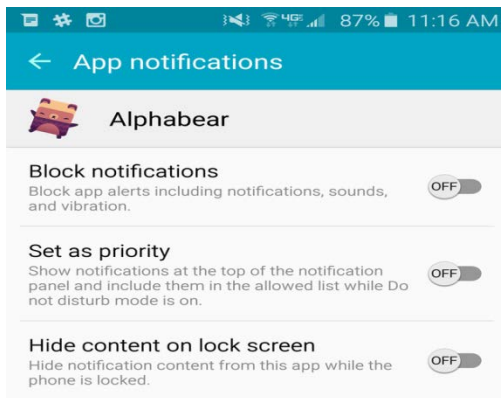 4G 87% 11:16 AM
App notifications
Alphabear
Block notifications
Block app alerts including notifications, sounds,
and vibration.
OFF
Set as priority
Show notifications at the top of the notification
panel and include them in the allowed list while Do
not disturb mode is on.
OFF
Hide content on lock screen
Hide notification content from this app while the
phone is locked.
OFF